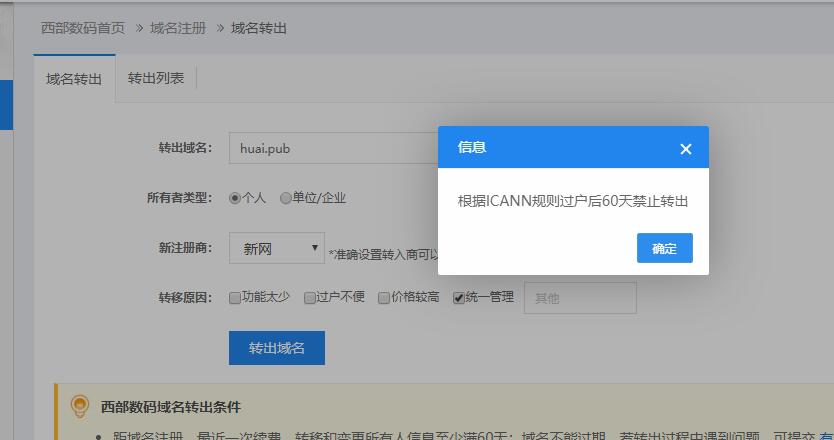 西部数码首页 » 域名注册 » 域名转出
域名转出 转出列表
信息 ×
转出域名： huai.pub
根据ICANN规则过户后60天禁止转出
所有者类型： 个人 单位/企业
新注册商： 新网 *准确设置转入商可以
确定
转移原因： 功能太少 过户不便 价格较高 统一管理 其他
转出域名
西部数码域名转出条件
距域名注册、最近一次续费、转移和变更所有人信息至少满60天；域名不能过期，若转出过程中遇到问题，可提交 有